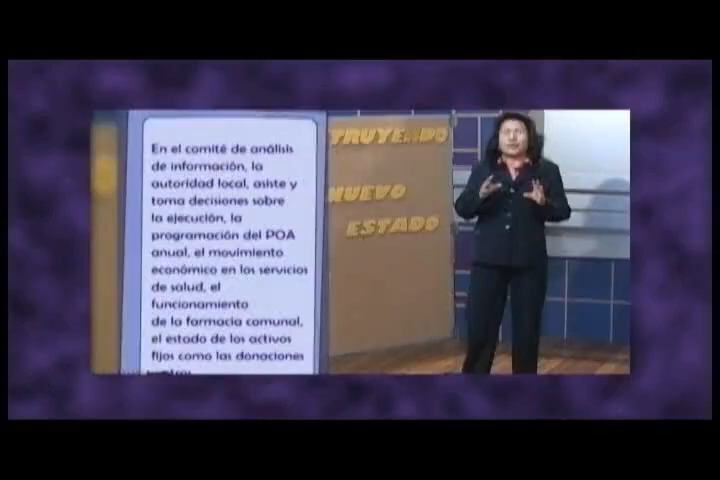 En el comité de análisis
de información, la
autoridad local, asiste y
toma decisiones sobre
la ejecución, la
programación del POA
anual, el movimiento
económico en los servicios
de salud, el
funcionamiento
de la farmacia comunal,
el estado de los activos
fijos como las donaciones
TRUYENDO
NUEVO
ESTADO